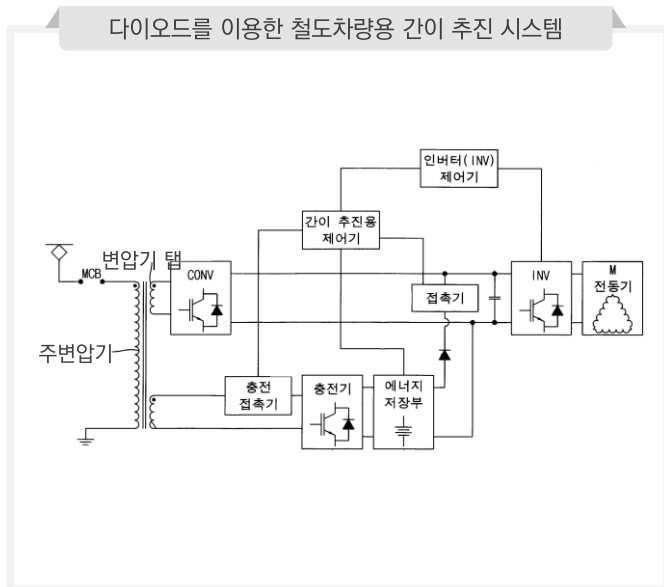 다이오드를 이용한 철도차량용 간이 추진 시스템
인버터(INV)
제어기
간이 추진용
제어기
변압기 탭
MCB
CONV
INV
M
전동기
접촉기
주변압기
충전
접촉기
충전기
에너지
저장부